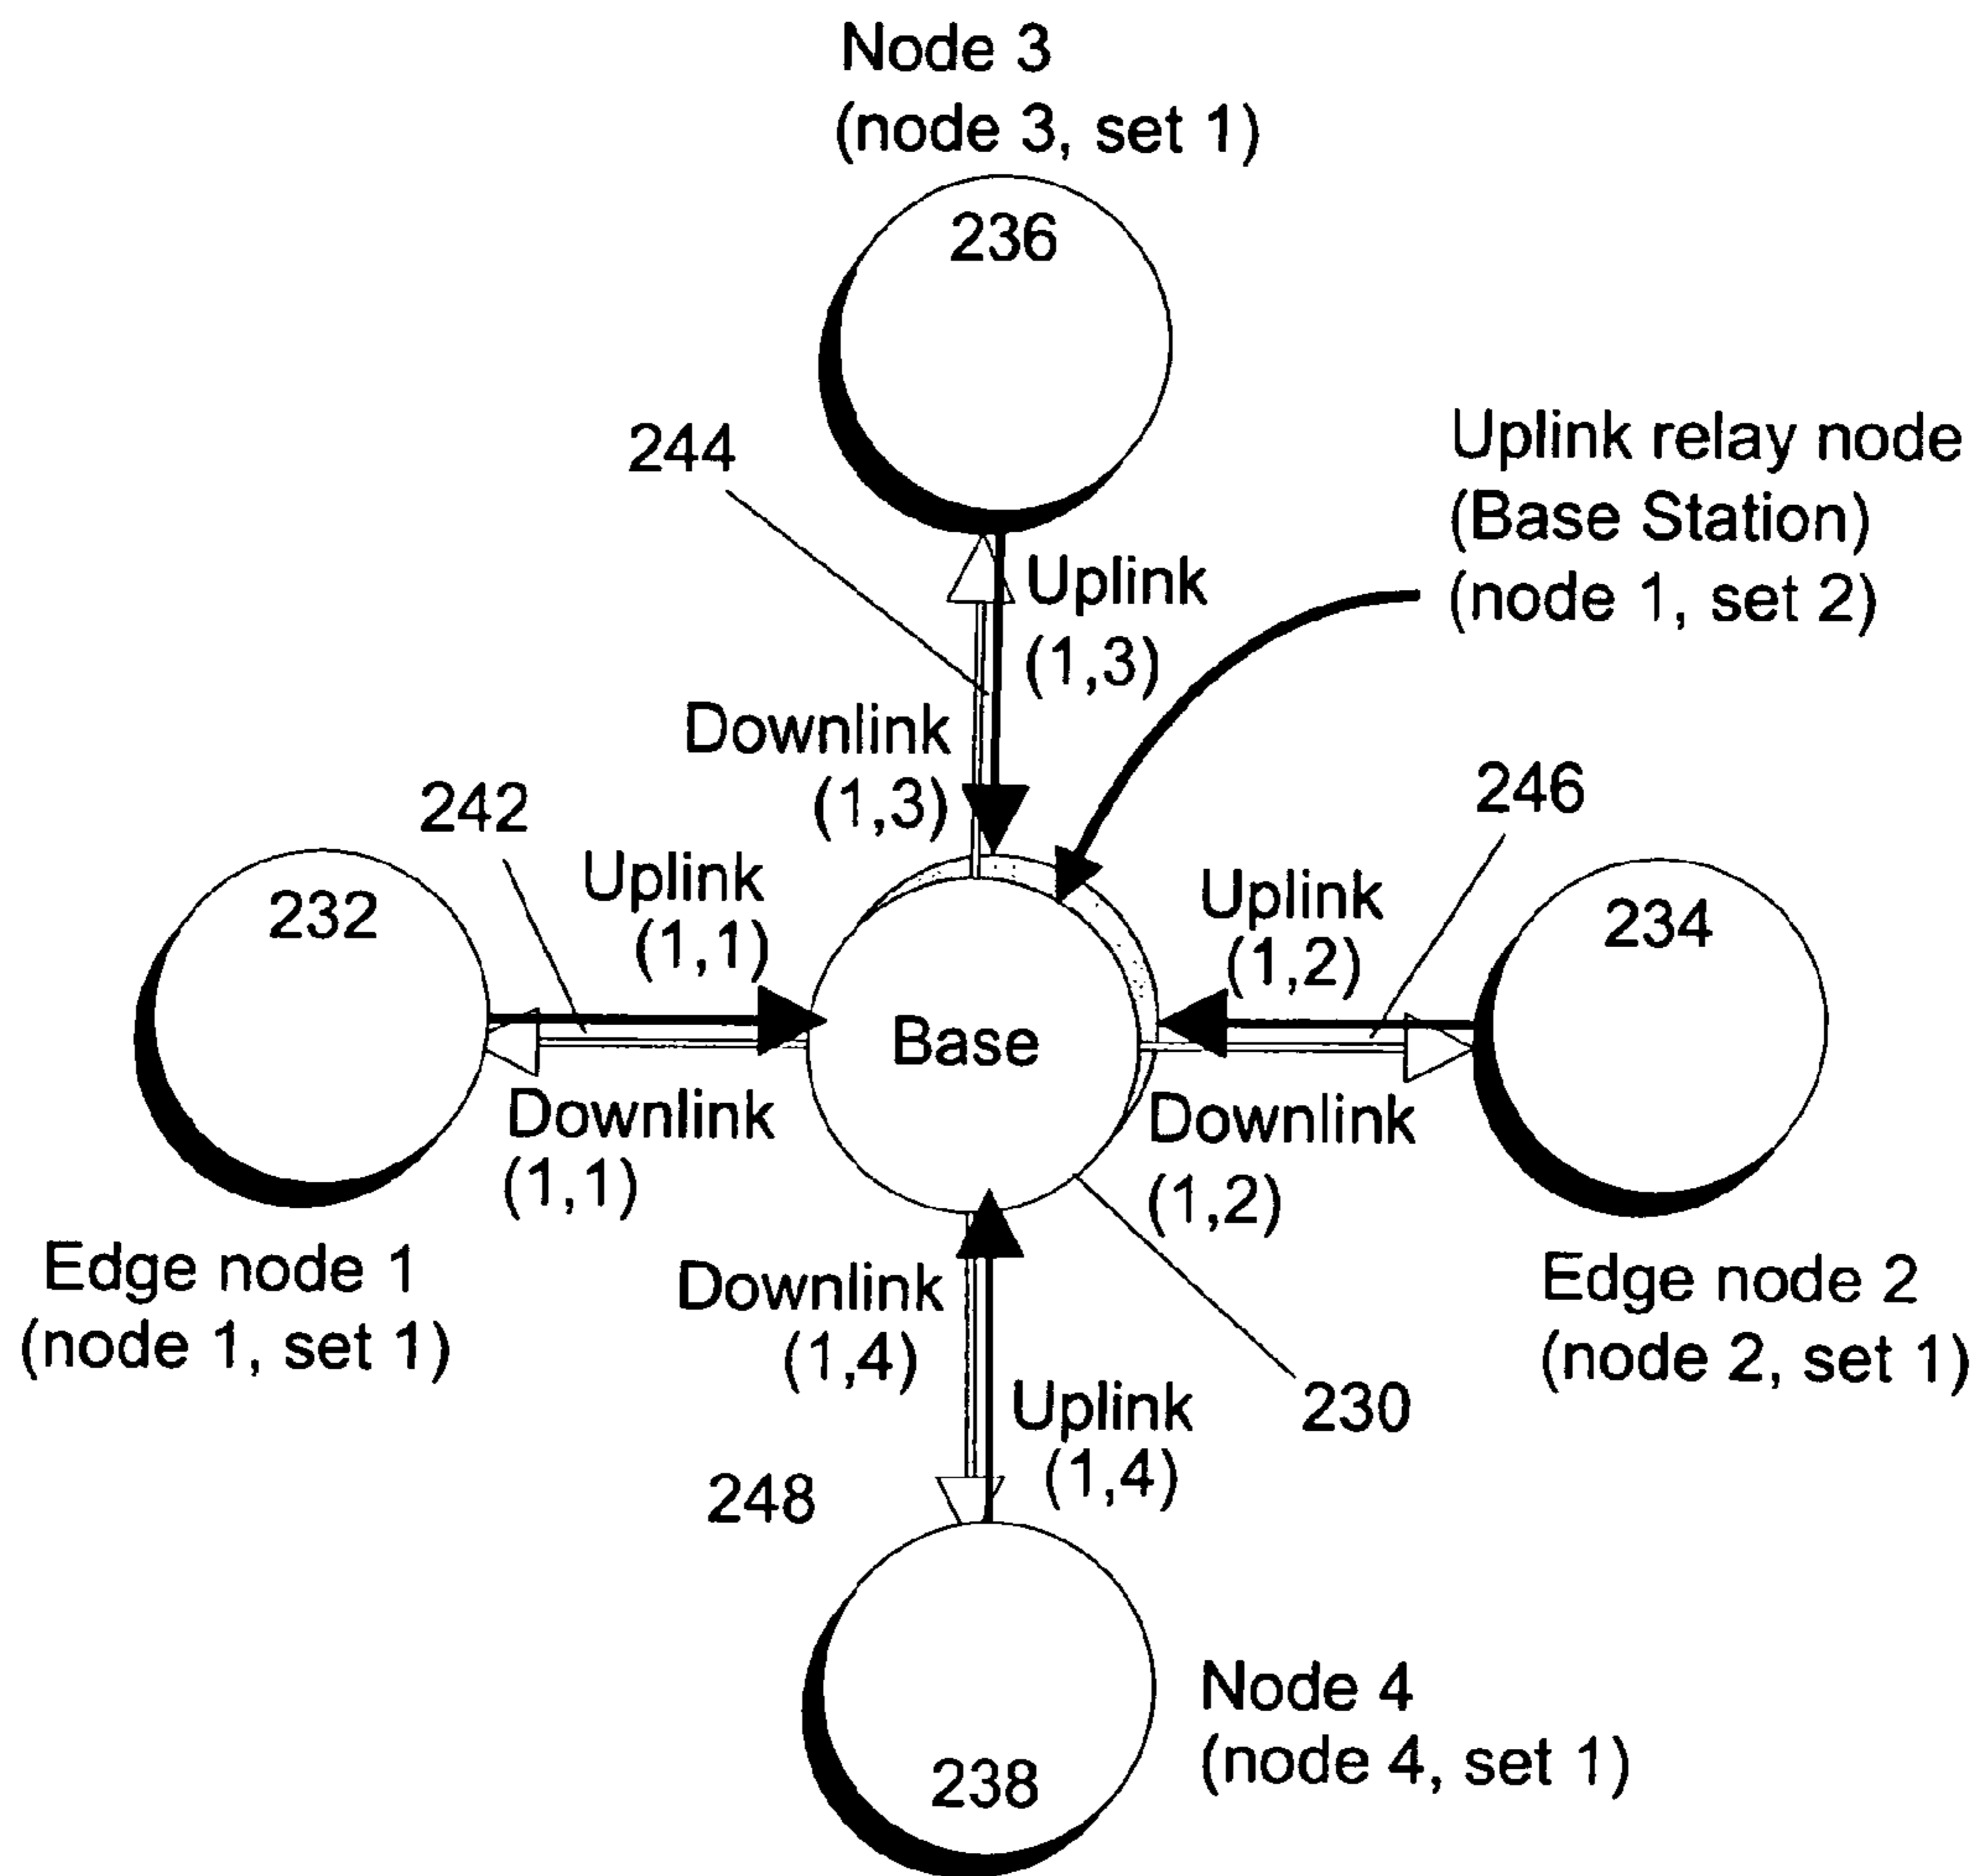 Node 3
(node 3, set 1)
236
244
Uplink relay node
(Base Station)
(node 1, set 2)
Uplink
(1,3)
Downlink
(1,3)
242
246
Uplink
(1,1)
Uplink
(1,2)
232
234
Base
Downlink
(1,1)
Downlink
(1,2)
Edge node 1
(node 1, set 1)
Edge node 2
(node 2, set 1)
Downlink
(1,4)
Uplink
(1,4)
230
248
Node 4
(node 4, set 1)
238